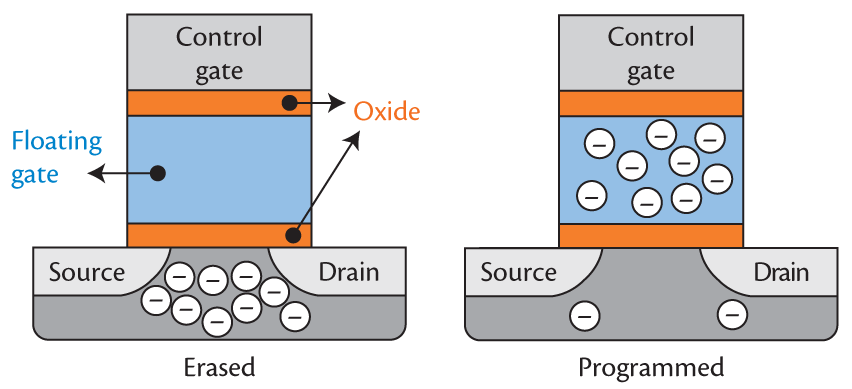 Control
gate
Control
gate
Oxide
Floating
gate
Source
Drain
Source
Drain
− − − − − − − − −
− − − − − − − − −
− −
Erased
Programmed